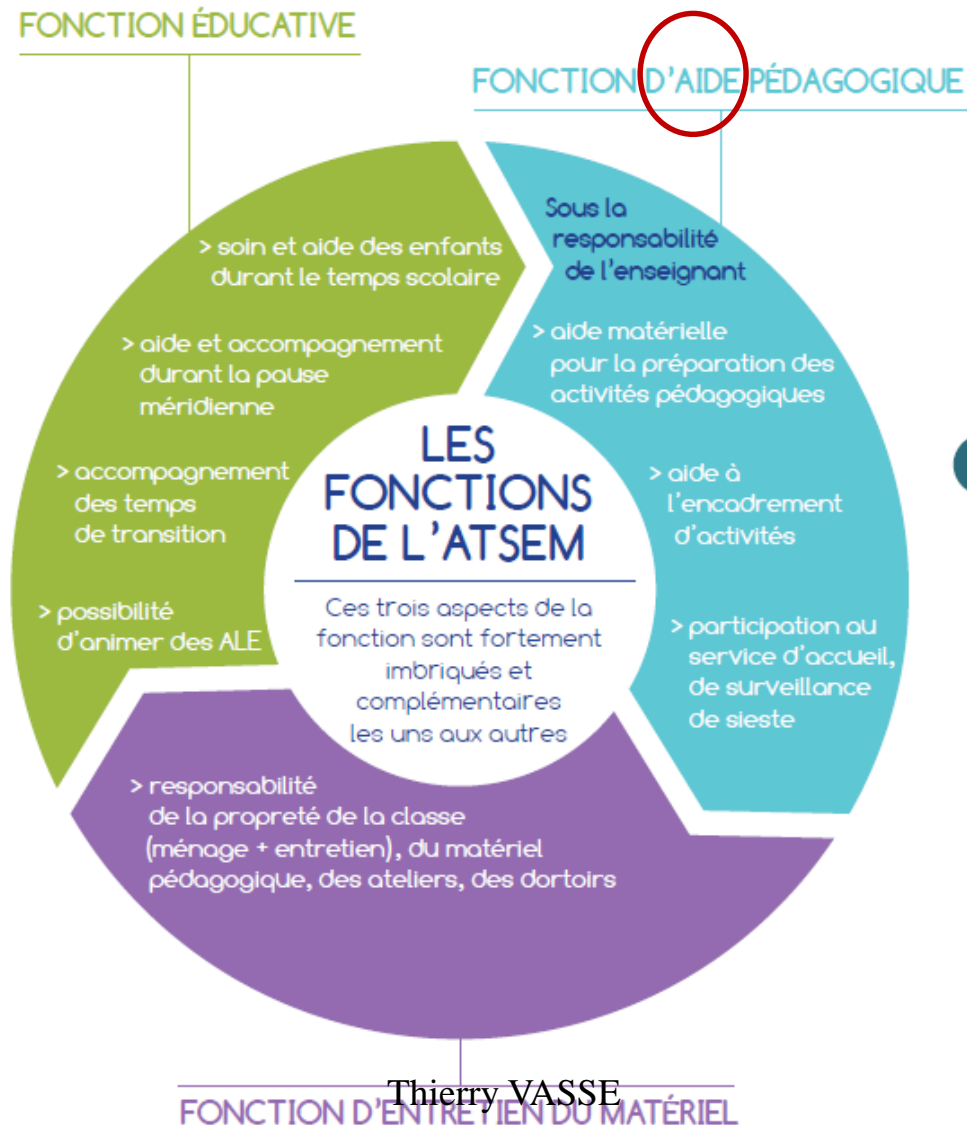 FONCTION ÉDUCATIVE
FONCTION D'AIDE PÉDAGOGIQUE
> soin et aide des enfants
durant le temps scolaire
> aide et accompagnement
durant la pause
méridienne
> accompagnement
des temps
de transition
> possibilité
d'animer des ALE
Sous la
responsabilité
de l'enseignant
> aide matérielle
pour la préparation des
activités pédagogiques
> aide à
l'encadrement
d'activités
> participation au
service d'accueil,
de surveillance
de sieste
LES
FONCTIONS
DE L'ATSEM
Ces trois aspects de la
fonction sont fortement
imbriqués et
complémentaires
les uns aux autres
> responsabilité
de la propreté de la classe
(ménage + entretien), du matériel
pédagogique, des ateliers, des dortoirs
Thierry VASSE
FONCTION D'ENTRETIEN DU MATÉRIEL